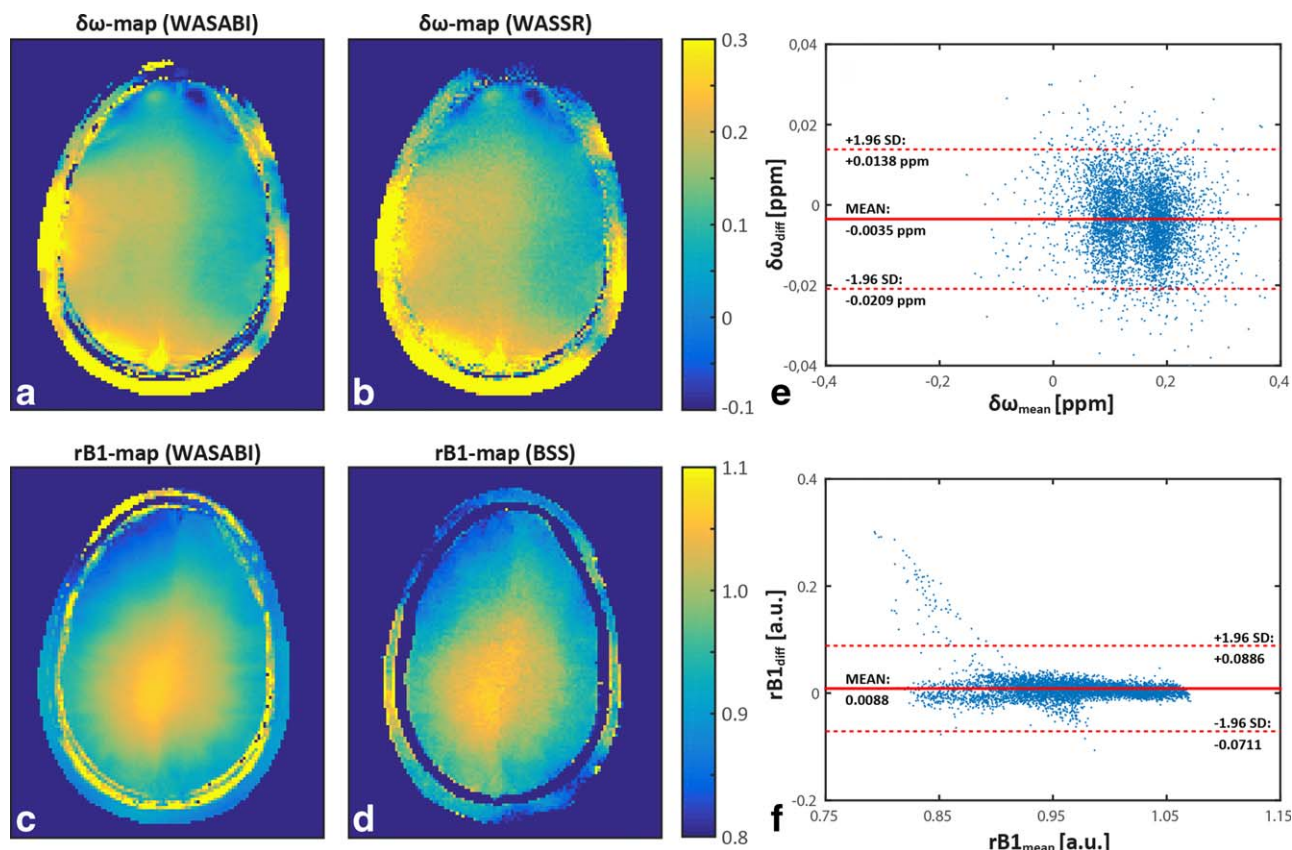 δω-map (WASABI)
δω-map (WASSR)
a
b
0.3
0.2
0.1
0
-0.1
0,04
0,02
0
-0,02
-0,04
δωdiff [ppm]
+1.96 SD:
+0.0138 ppm
MEAN:
-0.0035 ppm
-1.96 SD:
-0.0209 ppm
-0,4
-0,2
0
0,2
0,4
δωmean [ppm]
e
rB1-map (WASABI)
rB1-map (BSS)
c
d
1.1
1.0
0.9
0.8
0.4
0.2
0
-0.2
rB1diff [a.u.]
+1.96 SD:
+0.0886
MEAN:
0.0088
-1.96 SD:
-0.0711
0.75
0.85
0.95
1.05
1.15
rB1mean [a.u.]
f